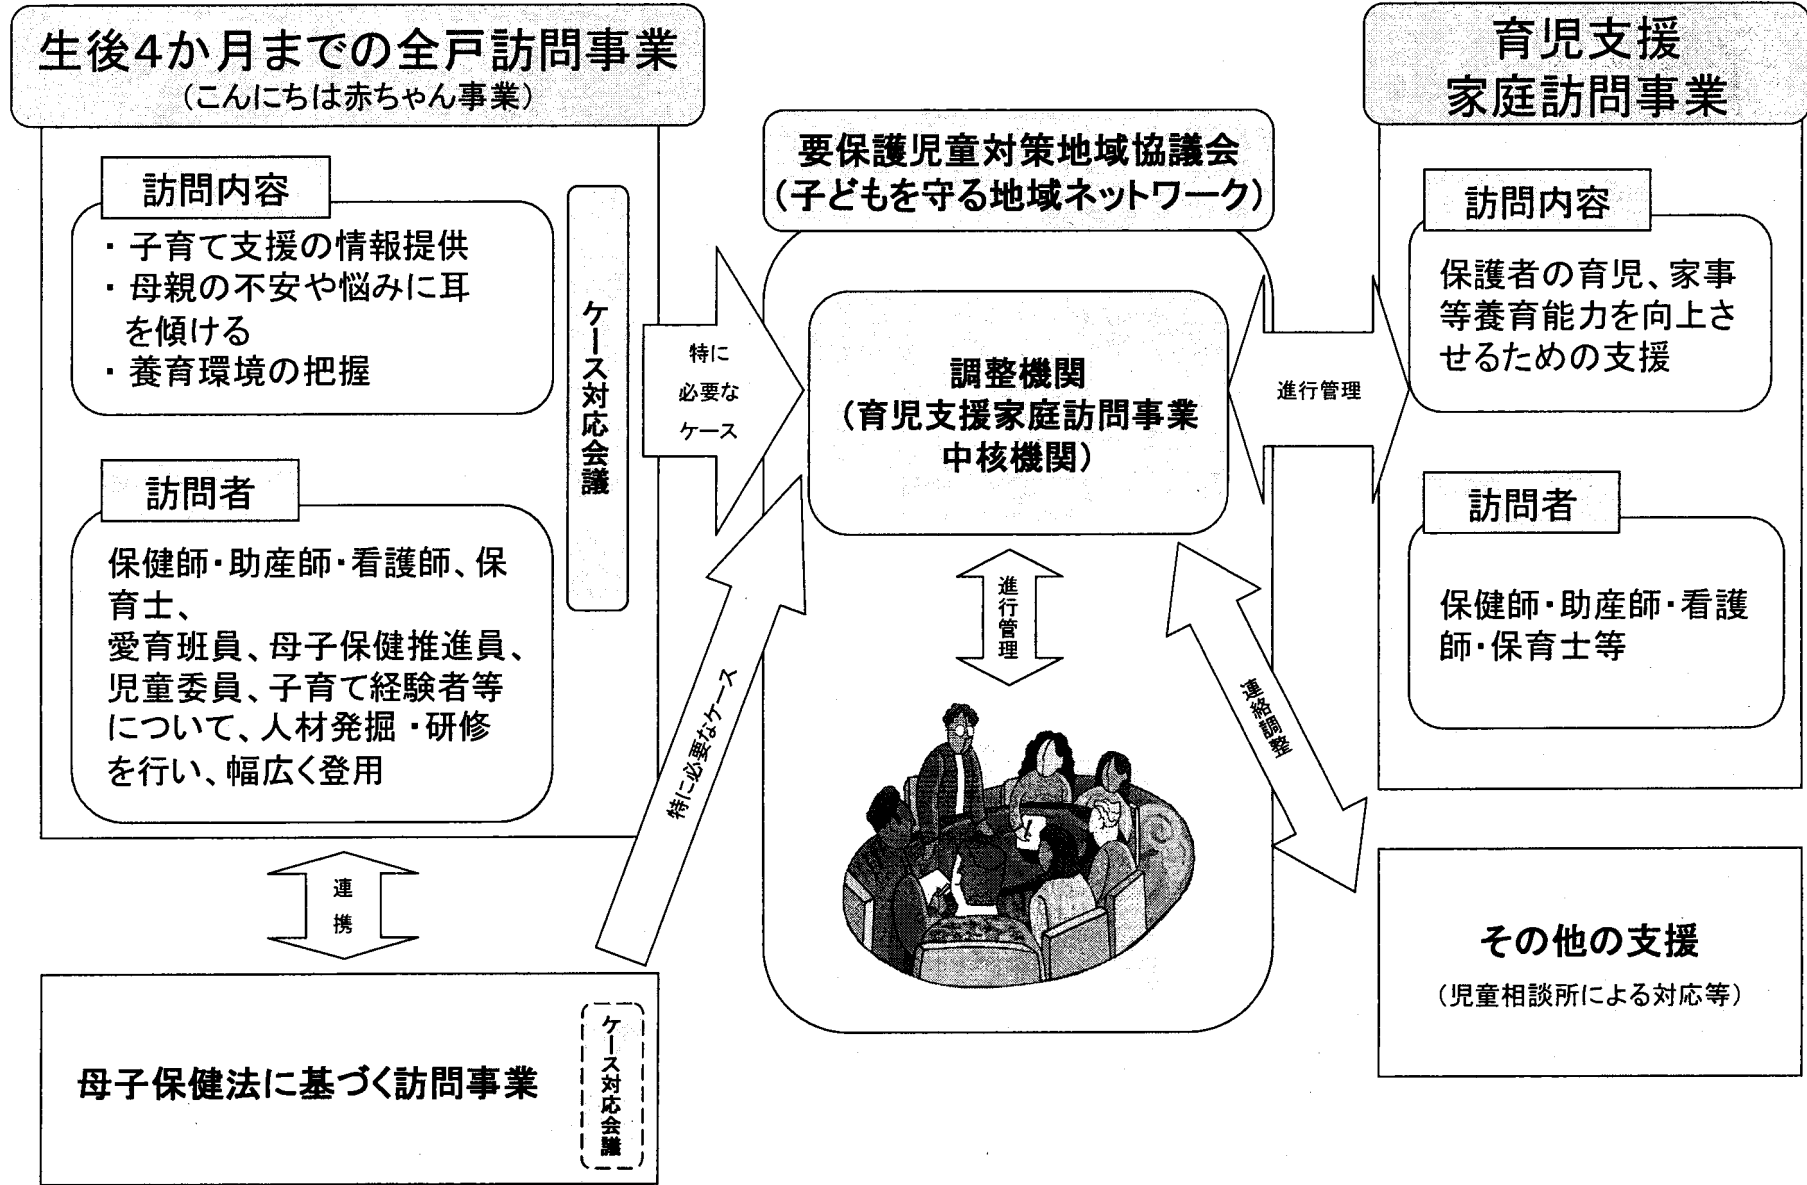 生後4か月までの全戸訪問事業
(こんにちは赤ちゃん事業)
訪問内容
・子育て支援の情報提供
・母親の不安や悩みに耳
を傾ける
・養育環境の把握
訪問者
保健師・助産師・看護師、保
育士、
愛育班員、母子保健推進員、
児童委員、子育て経験者等
について、人材発掘・研修
を行い、幅広く登用
ケース対応会議
特に
必要な
ケース
連
携
母子保健法に基づく訪問事業
ケース対応会議
特に必要なケース
要保護児童対策地域協議会
(子どもを守る地域ネットワーク)
調整機関
(育児支援家庭訪問事業
中核機関)
進行管理
進行管理
連絡調整
育児支援
家庭訪問事業
訪問内容
保護者の育児、家事
等養育能力を向上さ
せるための支援
訪問者
保健師・助産師・看護
師・保育士等
その他の支援
(児童相談所による対応等)